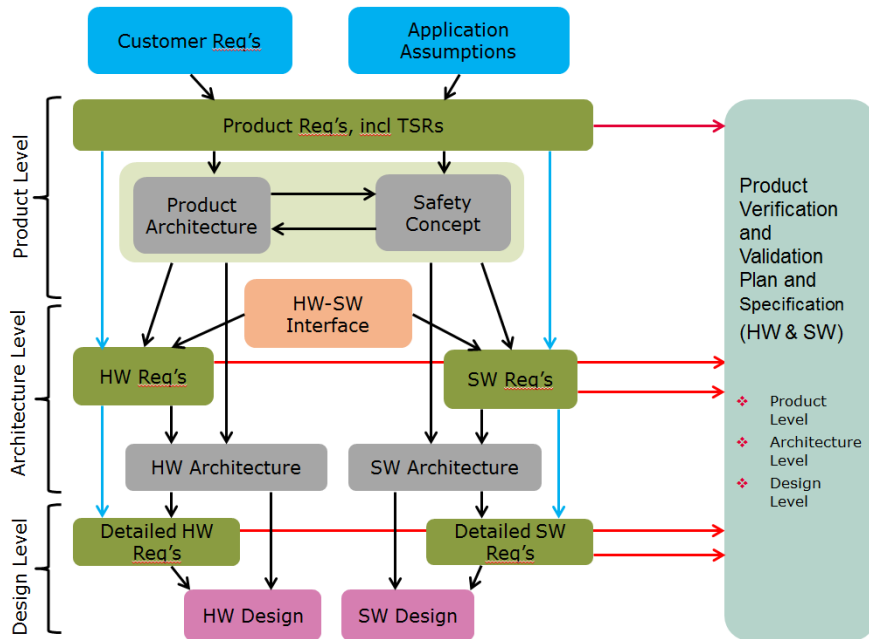 Customer Req's
Application
Assumptions
Product Level
Product Req's, incl TSRs
Product
Architecture
Safety
Concept
HW-SW
Interface
Architecture Level
HW Req's
SW Req's
HW Architecture
SW Architecture
Design Level
Detailed HW
Req's
Detailed SW
Req's
HW Design
SW Design
Product
Verification
and
Validation
Plan and
Specification
(HW & SW)
❖ Product
Level
❖ Architecture
Level
❖ Design
Level